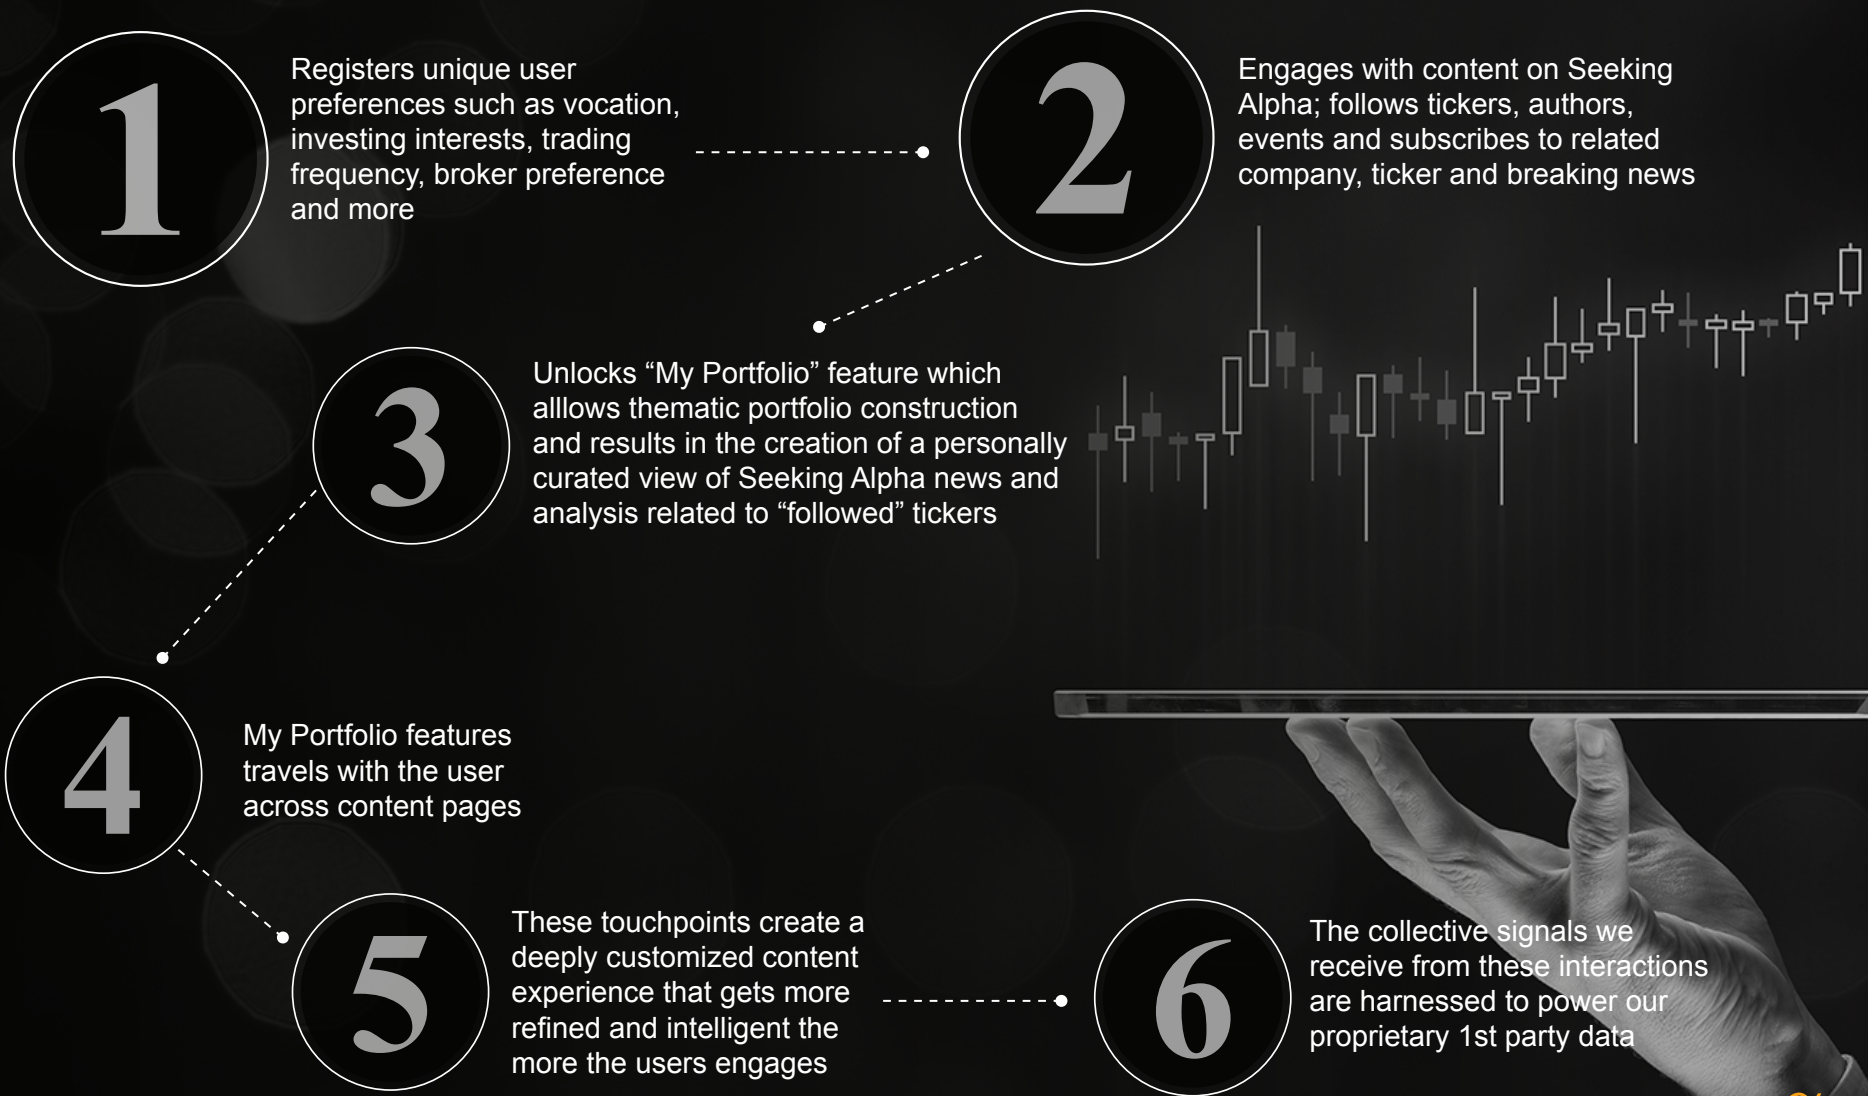 1
Registers unique user
preferences such as vocation,
investing interests, trading
frequency, broker preference
and more
2
Engages with content on Seeking
Alpha; follows tickers, authors,
events and subscribes to related
company, ticker and breaking news
3
Unlocks “My Portfolio” feature which
alllows thematic portfolio construction
and results in the creation of a personally
curated view of Seeking Alpha news and
analysis related to “followed” tickers
4
My Portfolio features
travels with the user
across content pages
5
These touchpoints create a
deeply customized content
experience that gets more
refined and intelligent the
more the users engages
6
The collective signals we
receive from these interactions
are harnessed to power our
proprietary 1st party data